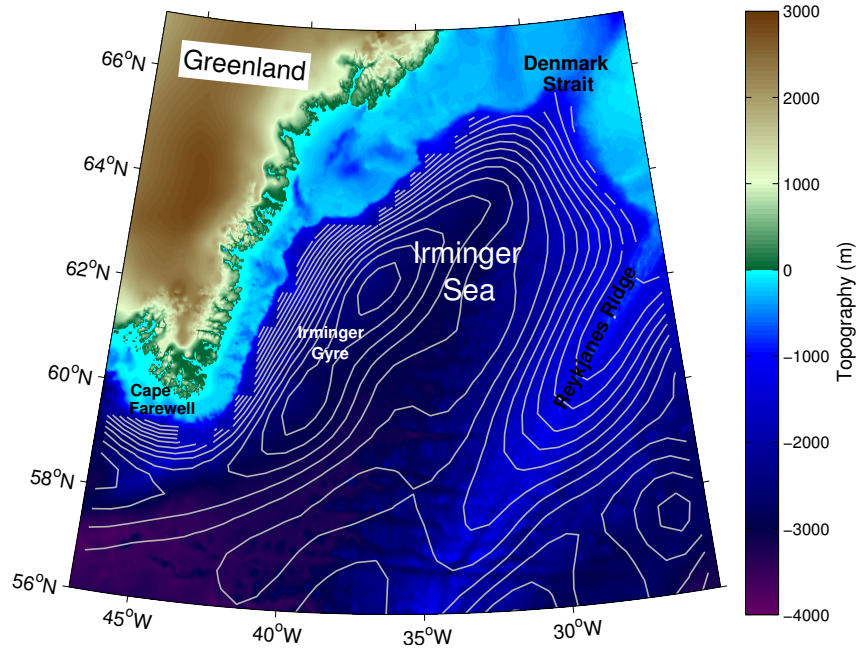 66°N
64°N
62°N
60°N
58°N
56°N
45°W
40°W
35°W
30°W
Greenland
Denmark
Strait
Irminger
Sea
Irminger
Gyre
Reykjanes Ridge
Cape
Farewell
3000
2000
1000
0
−1000
−2000
−3000
−4000
Topography (m)